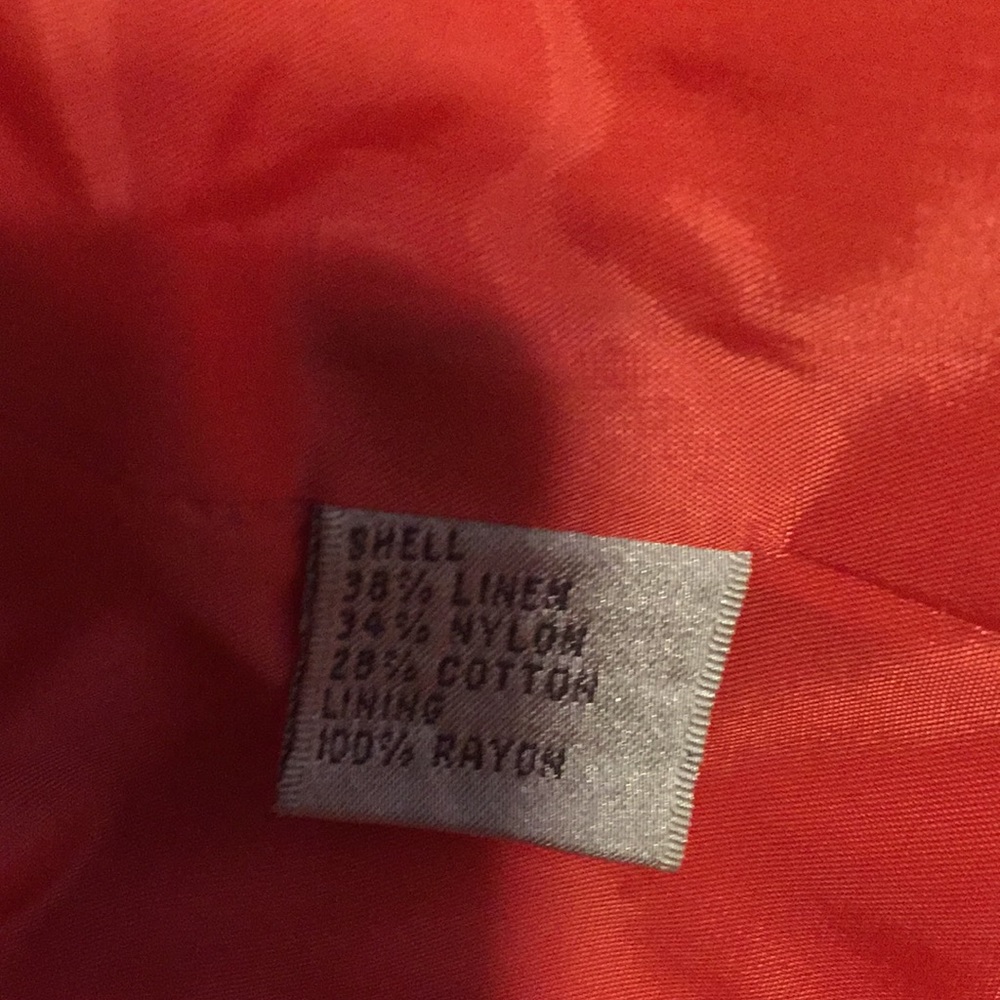 SHELL
38% LINEN
34% NYLON
28% COTTON
LINING
100% RAYON